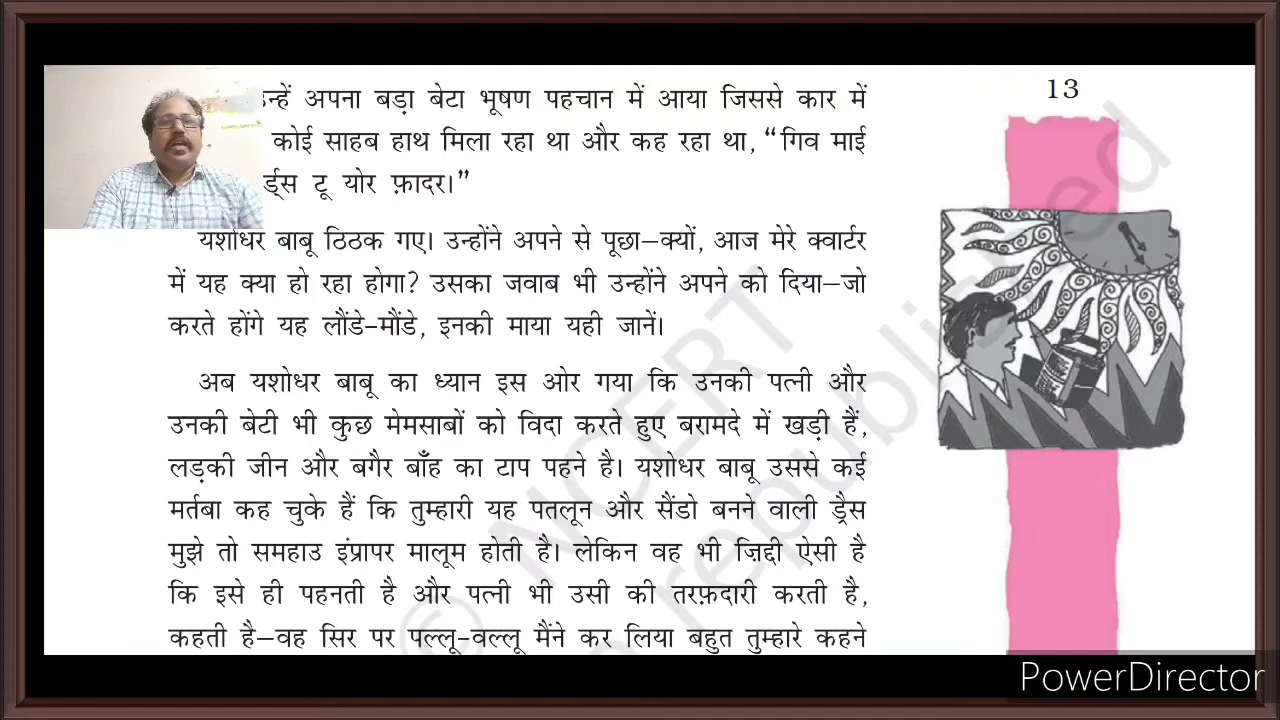 13
उन्हें अपना बड़ा बेटा भूषण पहचान में आया जिससे कार में
कोई साहब हाथ मिला रहा था और कह रहा था, “गिव माई
टू योर फ़ादर।”
यशोधर बाबू ठिठक गए। उन्होंने अपने से पूछा–क्यों, आज मेरे क्वार्टर
में यह क्या हो रहा होगा? उसका जवाब भी उन्होंने अपने को दिया–जो
करते होंगे यह लौंडे-मौंडे, इनकी माया यही जानें।
अब यशोधर बाबू का ध्यान इस ओर गया कि उनकी पत्नी और
उनकी बेटी भी कुछ मेमसाबों को विदा करते हुए बरामदे में खड़ी हैं,
लड़की जीन और बगैर बाँह का टाप पहने है। यशोधर बाबू उससे कई
मर्तबा कह चुके हैं कि तुम्हारी यह पतलून और सैंडो बनने वाली ड्रैस
मुझे तो समहाउ इंप्रापर मालूम होती है। लेकिन वह भी ज़िद्दी ऐसी है
कि इसे ही पहनती है और पत्नी भी उसी की तरफ़दारी करती है,
कहती है–वह सिर पर पल्लू-वल्लू मैंने कर लिया बहुत तुम्हारे कहने
© NCERT
republished
PowerDirector